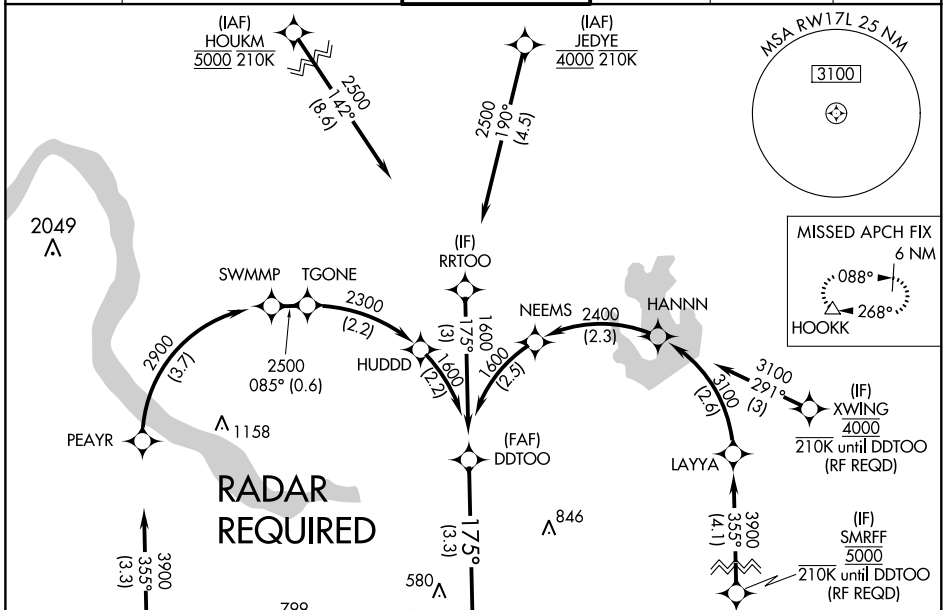 (IAF)
HOUKM
5000 210K
2500
142°
(8.6)
(IAF)
JEDYE
4000 210K
2500
190°
(4.5)
MSA RW17L 25 NM
3100
2049
MISSED APCH FIX
6 NM
088°
268°
HOOKK
(IF)
RRTOO
SWMMP
TGONE
2300
(2.2)
NEEMS
2400
(2.3)
HANNN
2900
(3.7)
2500
085° (0.6)
HUDDD
1600
(2.2)
1600
175°
(3)
1600
(2.5)
3100
(2.6)
3100
291°
(3)
(IF)
XWING
4000
210K until DDTOO
(RF REQD)
PEAYR
1158
(FAF)
DDTOO
LAYYA
RADAR
REQUIRED
846
175°
(3.3)
3900
355°
(4.1)
(IF)
SMRFF
5000
210K until DDTOO
(RF REQD)
3900
355°
(3.3)
580
799